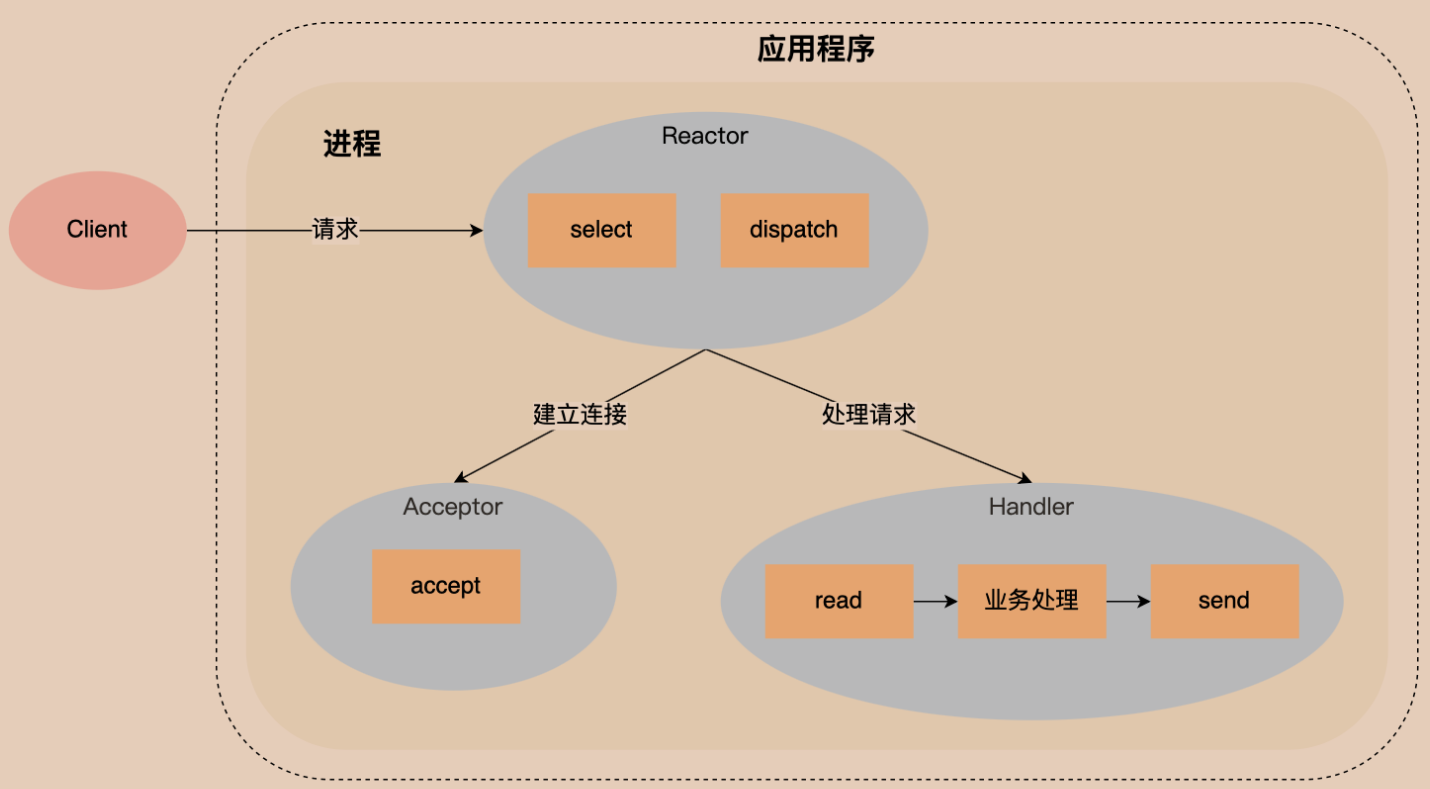 应用程序
进程
Reactor
Client
请求
select
dispatch
建立连接
处理请求
Acceptor
Handler
accept
read
业务处理
send